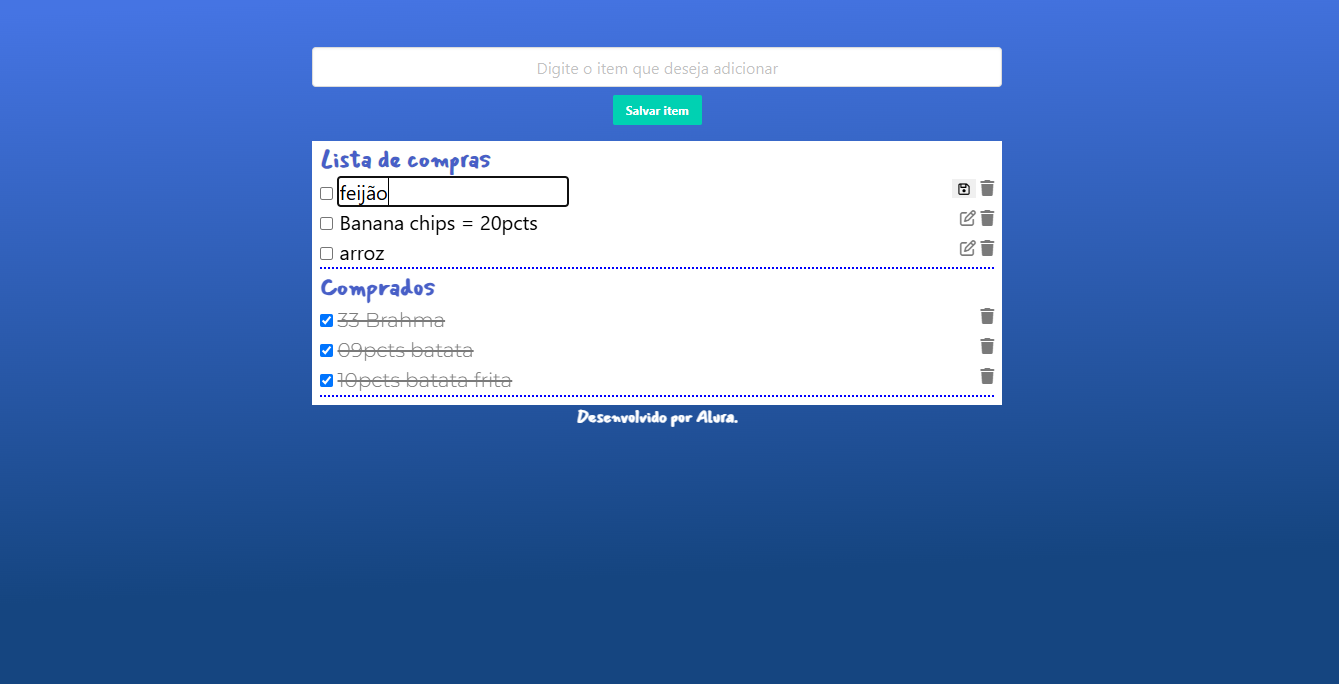 Digite o item que deseja adicionar
Salvar item
Lista de compras
feijão
Banana chips = 20pcts
arroz
Comprados
33 Brahma
09pcts batata
10pcts batata frita
Desenvolvido por Alura.